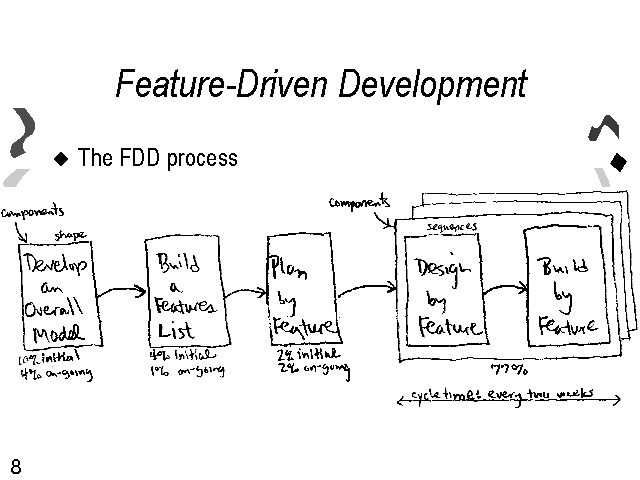 Feature-Driven Development
The FDD process
components
shape
Develop
an
Overall
Model
10% initial
4% on-going
Build
a
Features
List
4% initial
1% on-going
Plan
by
Feature
2% initial
2% on-going
components
sequences
Design
by
Feature
Build
by
Feature
77%
cycle time: every two weeks
8